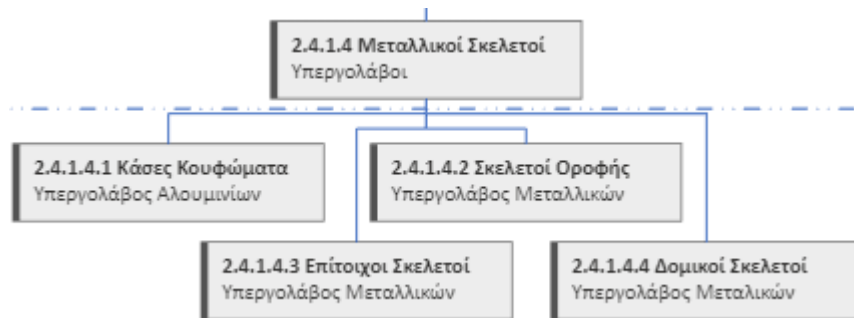 2.4.1.4 Μεταλλικοί Σκελετοί
Υπεργολάβοι
2.4.1.4.1 Κάσες Κουφώματα
Υπεργολάβος Αλουμινίων
2.4.1.4.2 Σκελετοί Οροφής
Υπεργολάβος Μεταλλικών
2.4.1.4.3 Επίτοιχοι Σκελετοί
Υπεργολάβος Μεταλλικών
2.4.1.4.4 Δομικοί Σκελετοί
Υπεργολάβος Μεταλικών